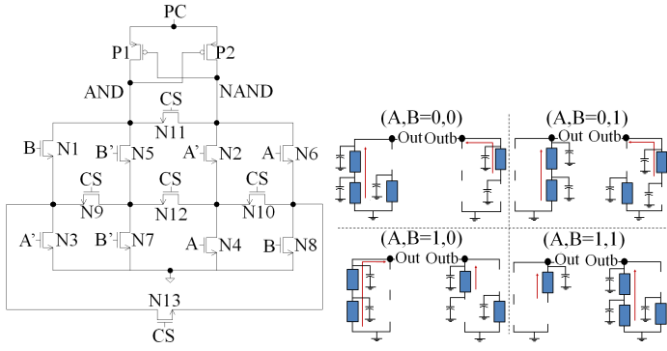 PC
P1
P2
AND
CS
NAND
N11
B
N1
B'
N5
A'
N2
A
N6
CS
CS
CS
N9
N12
N10
A'
N3
B'
N7
A
N4
B
N8
N13
CS
(A,B=0,0)
Out Outb
(A,B=0,1)
Out Outb
(A,B=1,0)
Out Outb
(A,B=1,1)
Out Outb